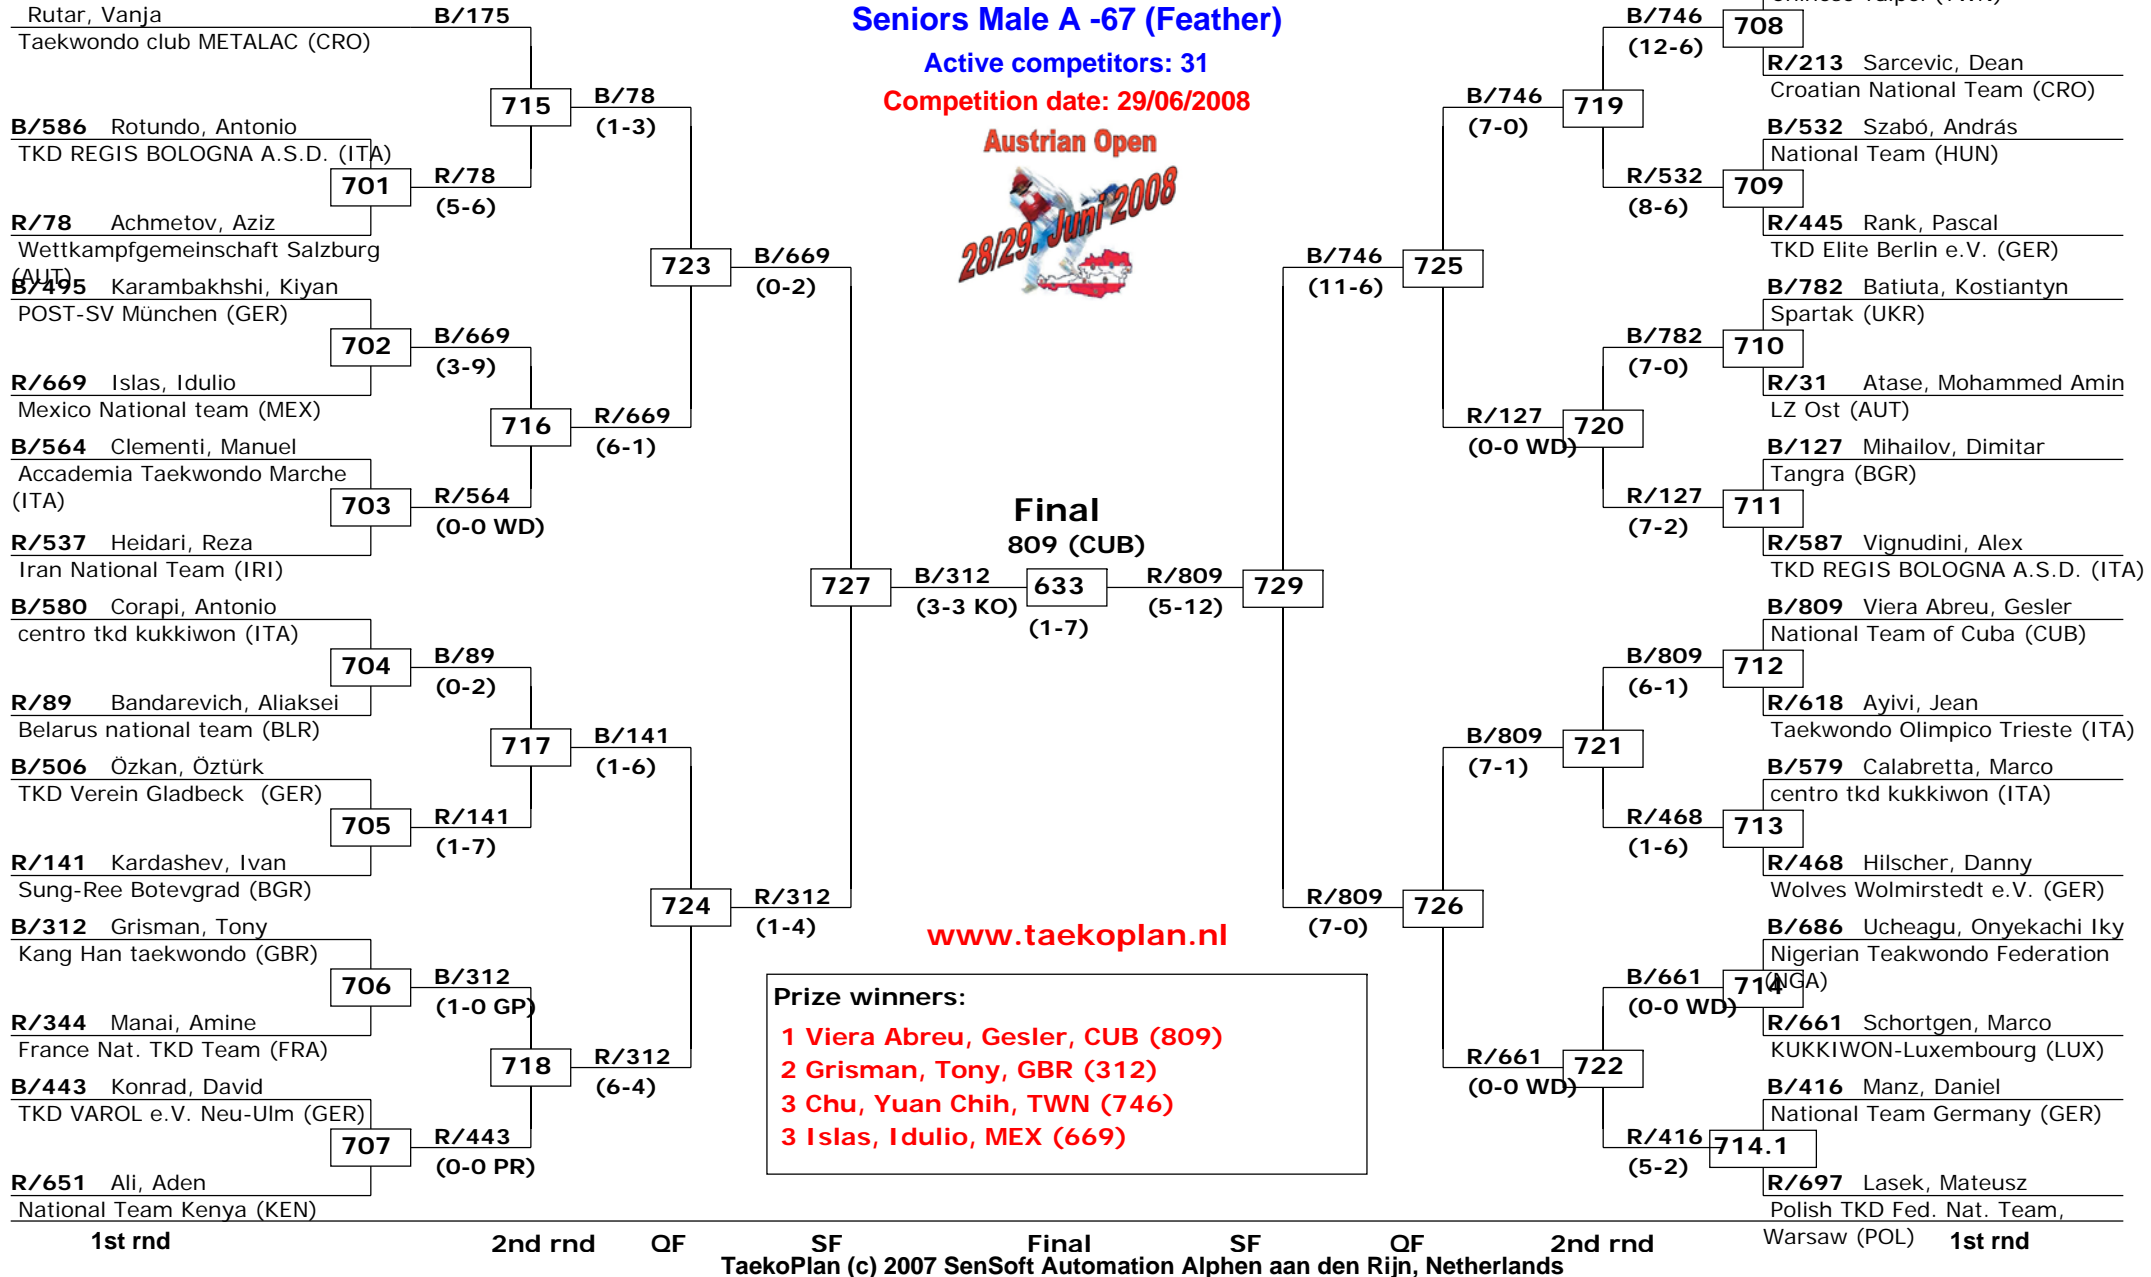 Seniors Male A -67 (Feather)
Active competitors: 31
Competition date: 29/06/2008
Austrian Open
28/29. Juni 2008
Rutar, Vanja
Taekwondo club METALAC (CRO)
B/586 Rotundo, Antonio
TKD REGIS BOLOGNA A.S.D. (ITA)
701
R/78 Achmetov, Aziz
Wettkampfgemeinschaft Salzburg
(AUT)
B/495 Karambakhshi, Kiyan
POST-SV München (GER)
702
R/669 Islas, Idulio
Mexico National team (MEX)
B/564 Clementi, Manuel
Accademia Taekwondo Marche
(ITA)
703
R/537 Heidari, Reza
Iran National Team (IRI)
B/580 Corapi, Antonio
centro tkd kukkiwon (ITA)
704
R/89 Bandarevich, Aliaksei
Belarus national team (BLR)
B/506 Özkan, Öztürk
TKD Verein Gladbeck (GER)
705
R/141 Kardashev, Ivan
Sung-Ree Botevgrad (BGR)
B/312 Grisman, Tony
Kang Han taekwondo (GBR)
706
R/344 Manai, Amine
France Nat. TKD Team (FRA)
B/443 Konrad, David
TKD VAROL e.V. Neu-Ulm (GER)
707
R/651 Ali, Aden
National Team Kenya (KEN)
B/175
715
R/78
(5-6)
B/669
(3-9)
716
R/564
(0-0 WD)
B/89
(0-2)
717
R/141
(1-7)
B/312
(1-0 GP)
718
R/443
(0-0 PR)
B/78
(1-3)
723
R/669
(6-1)
B/141
(1-6)
724
R/312
(6-4)
B/669
(0-2)
727
R/312
(1-4)
Final
809 (CUB)
B/312
(3-3 KO)
633
(1-7)
R/809
(5-12)
729
B/746
(11-6)
725
R/809
(7-0)
726
B/746
(7-0)
719
R/127
(0-0 WD)
720
B/809
(7-1)
721
R/661
(0-0 WD)
722
B/746
(12-6)
708
R/532
(8-6)
709
B/782
(7-0)
710
R/127
(7-2)
711
B/809
(6-1)
712
R/468
(1-6)
713
B/661
(0-0 WD)
714
R/416
(5-2)
714.1
Chinese Taipei (TWN)
R/213 Sarcevic, Dean
Croatian National Team (CRO)
B/532 Szabó, András
National Team (HUN)
R/445 Rank, Pascal
TKD Elite Berlin e.V. (GER)
B/782 Batiuta, Kostiantyn
Spartak (UKR)
R/31 Atase, Mohammed Amin
LZ Ost (AUT)
B/127 Mihailov, Dimitar
Tangra (BGR)
R/587 Vignudini, Alex
TKD REGIS BOLOGNA A.S.D. (ITA)
B/809 Viera Abreu, Gesler
National Team of Cuba (CUB)
R/618 Ayivi, Jean
Taekwondo Olimpico Trieste (ITA)
B/579 Calabretta, Marco
centro tkd kukkiwon (ITA)
R/468 Hilscher, Danny
Wolves Wolmirstedt e.V. (GER)
B/686 Ucheagu, Onyekachi Iky
Nigerian Teakwondo Federation
(NGA)
R/661 Schortgen, Marco
KUKKIWON-Luxembourg (LUX)
B/416 Manz, Daniel
National Team Germany (GER)
R/697 Lasek, Mateusz
Polish TKD Fed. Nat. Team,
Warsaw (POL)
www.taekoplan.nl
Prize winners:
1 Viera Abreu, Gesler, CUB (809)
2 Grisman, Tony, GBR (312)
3 Chu, Yuan Chih, TWN (746)
3 Islas, Idulio, MEX (669)
1st rnd 2nd rnd QF SF Final SF QF 2nd rnd 1st rnd
TaekoPlan (c) 2007 SenSoft Automation Alphen aan den Rijn, Netherlands